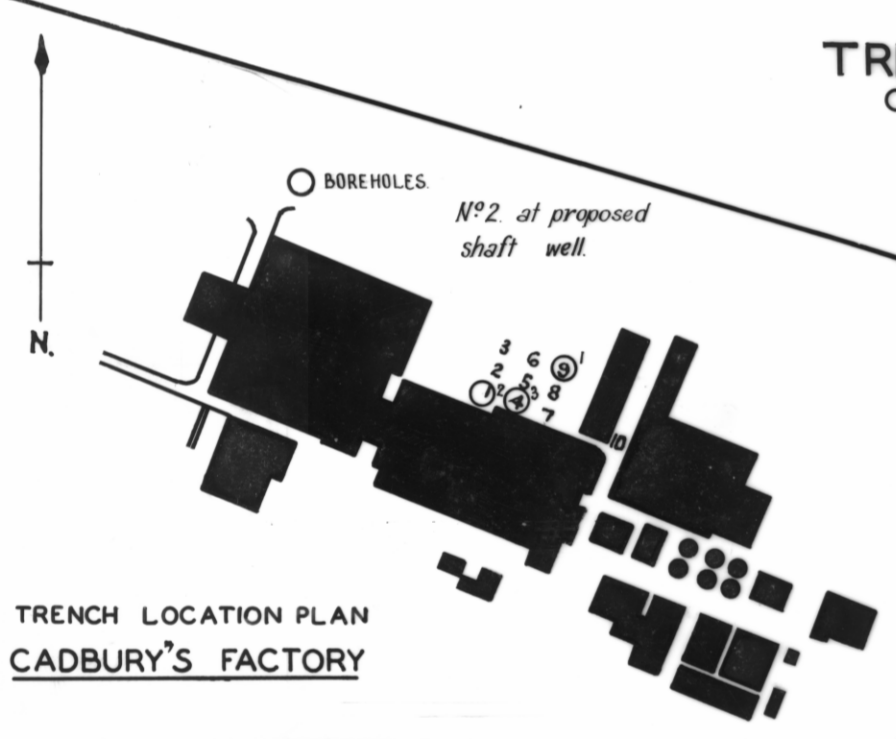 TR
BOREHOLES.
Nº2. at proposed
shaft well.
N.
3 6 9 1
2 5 8
1 2 4 3 7
10
TRENCH LOCATION PLAN
CADBURY'S FACTORY